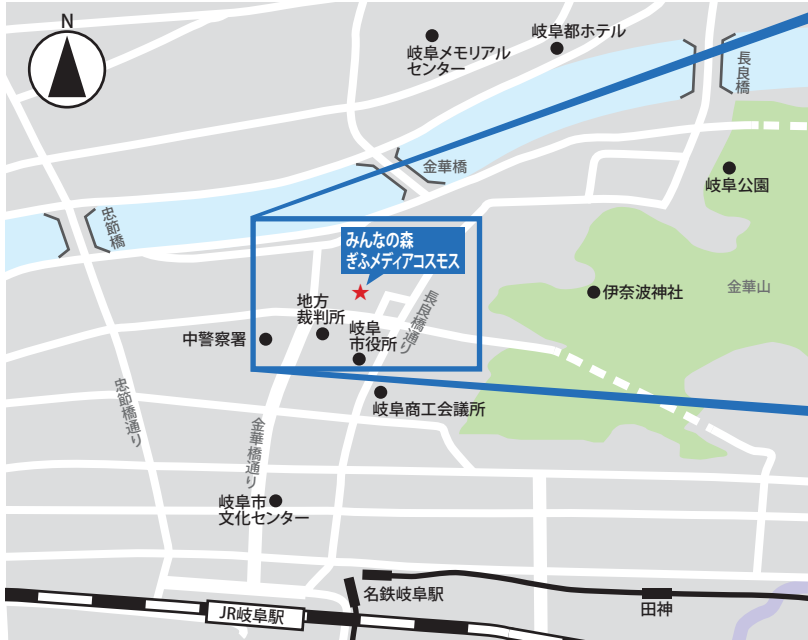 N
岐阜都ホテル
岐阜メモリアル
センター
長良橋
金華橋
岐阜公園
忠節橋
みんなの森
ぎふメディアコスモス
伊奈波神社
金華山
地方
裁判所
長良橋通り
岐阜
市役所
中警察署
忠節橋通り
岐阜商工会議所
金華橋通り
岐阜市
文化センター
名鉄岐阜駅
田神
JR岐阜駅